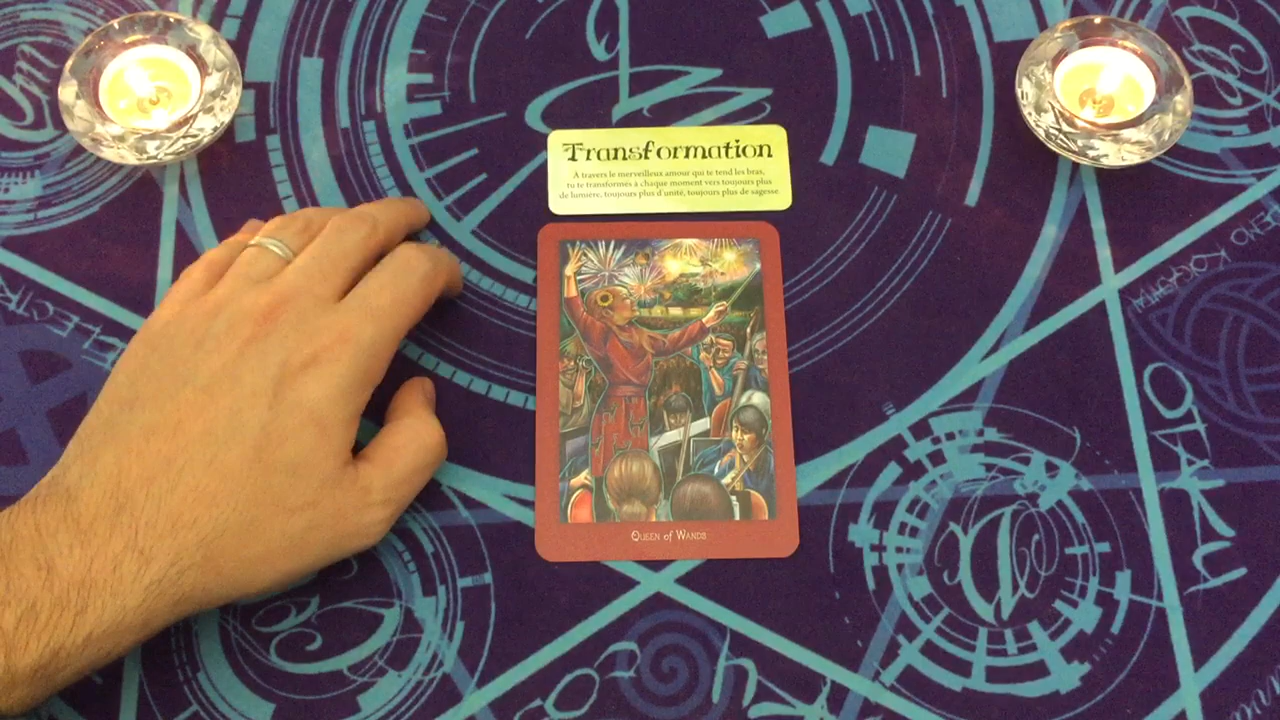 Transformation
À travers le merveilleux amour qui te tend les bras,
tu te transformes à chaque moment vers toujours plus
de lumière, toujours plus d'unité, toujours plus de sagesse
Queen of Wands
OTAKU